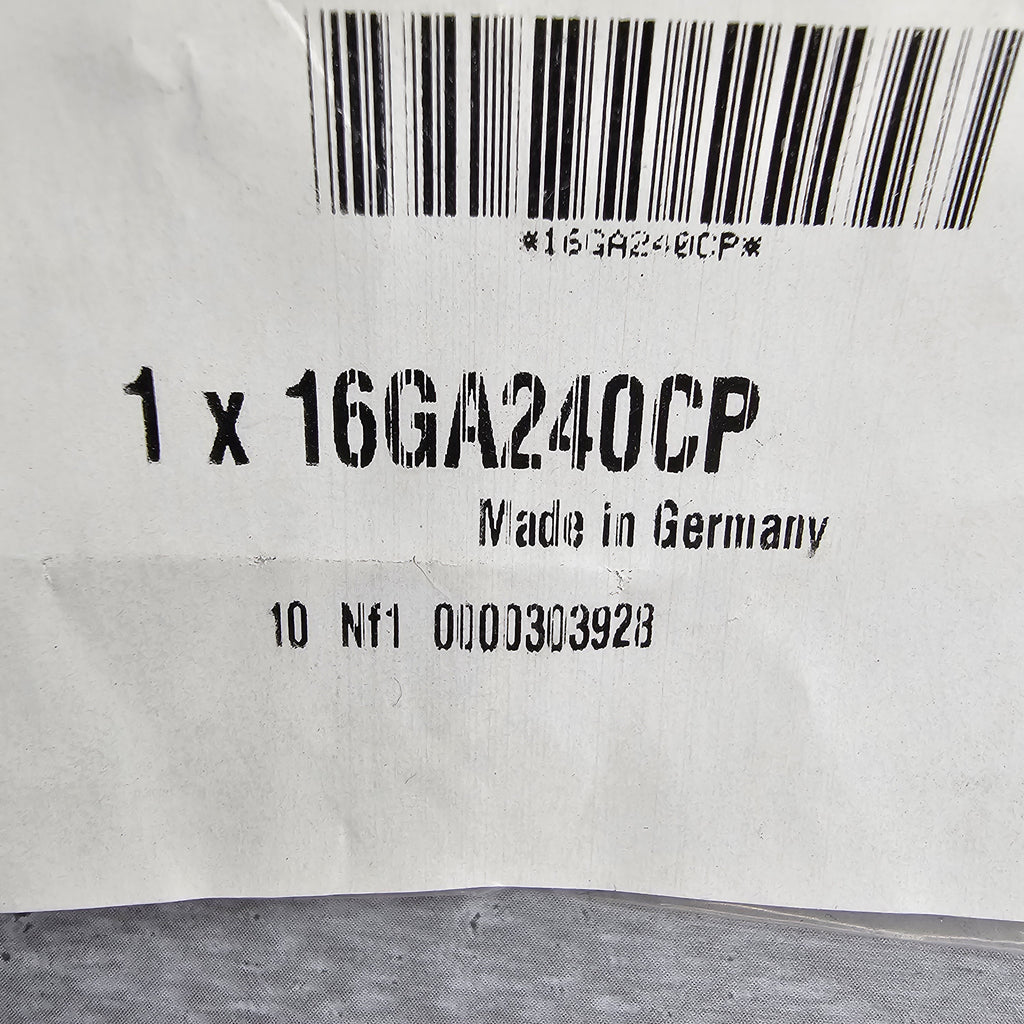 *16GA240CP*
1 x 16GA240CP
Made in Germany
10 Nf1 0000303928